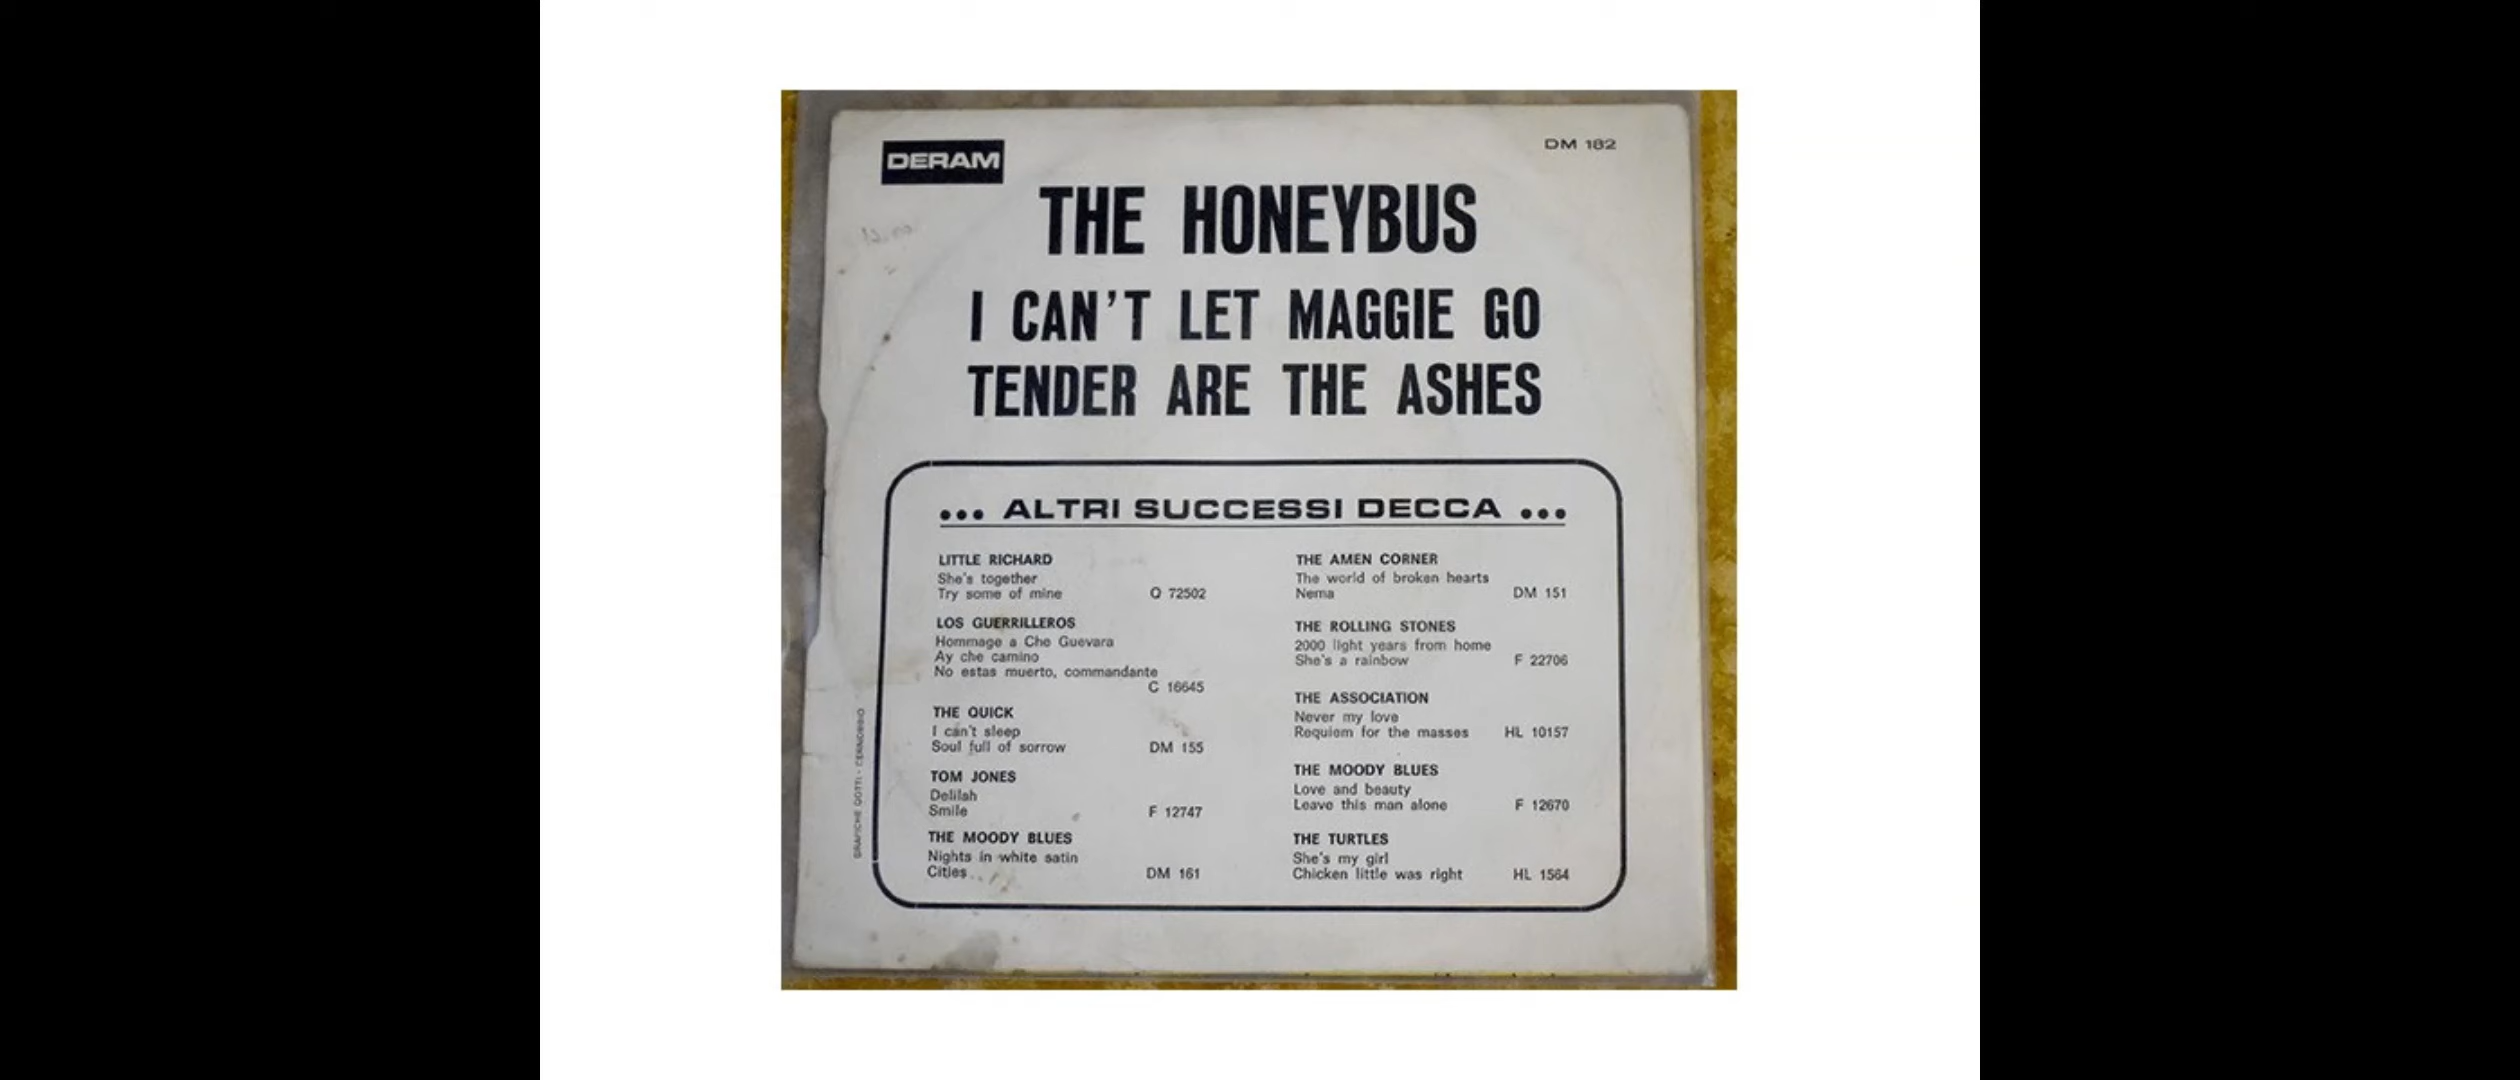 DERAM
DM 182
THE HONEYBUS
I CAN'T LET MAGGIE GO
TENDER ARE THE ASHES
... ALTRI SUCCESSI DECCA ...
LITTLE RICHARD
She's together
Try some of mine Q 72502
LOS GUERRILLEROS
Hommage a Che Guevara
Ay che camino
No estas muerto, commandante
C 16645
THE QUICK
I can't sleep
Soul full of sorrow DM 155
TOM JONES
Delilah
Smile F 12747
THE MOODY BLUES
Nights in white satin
Cities DM 161
THE AMEN CORNER
The world of broken hearts
Nema DM 151
THE ROLLING STONES
2000 light years from home
She's a rainbow F 22706
THE ASSOCIATION
Never my love
Requiem for the masses HL 10157
THE MOODY BLUES
Love and beauty
Leave this man alone F 12670
THE TURTLES
She's my girl
Chicken little was right HL 1564
GRAFICHE GOTTI - CERNOBBIO